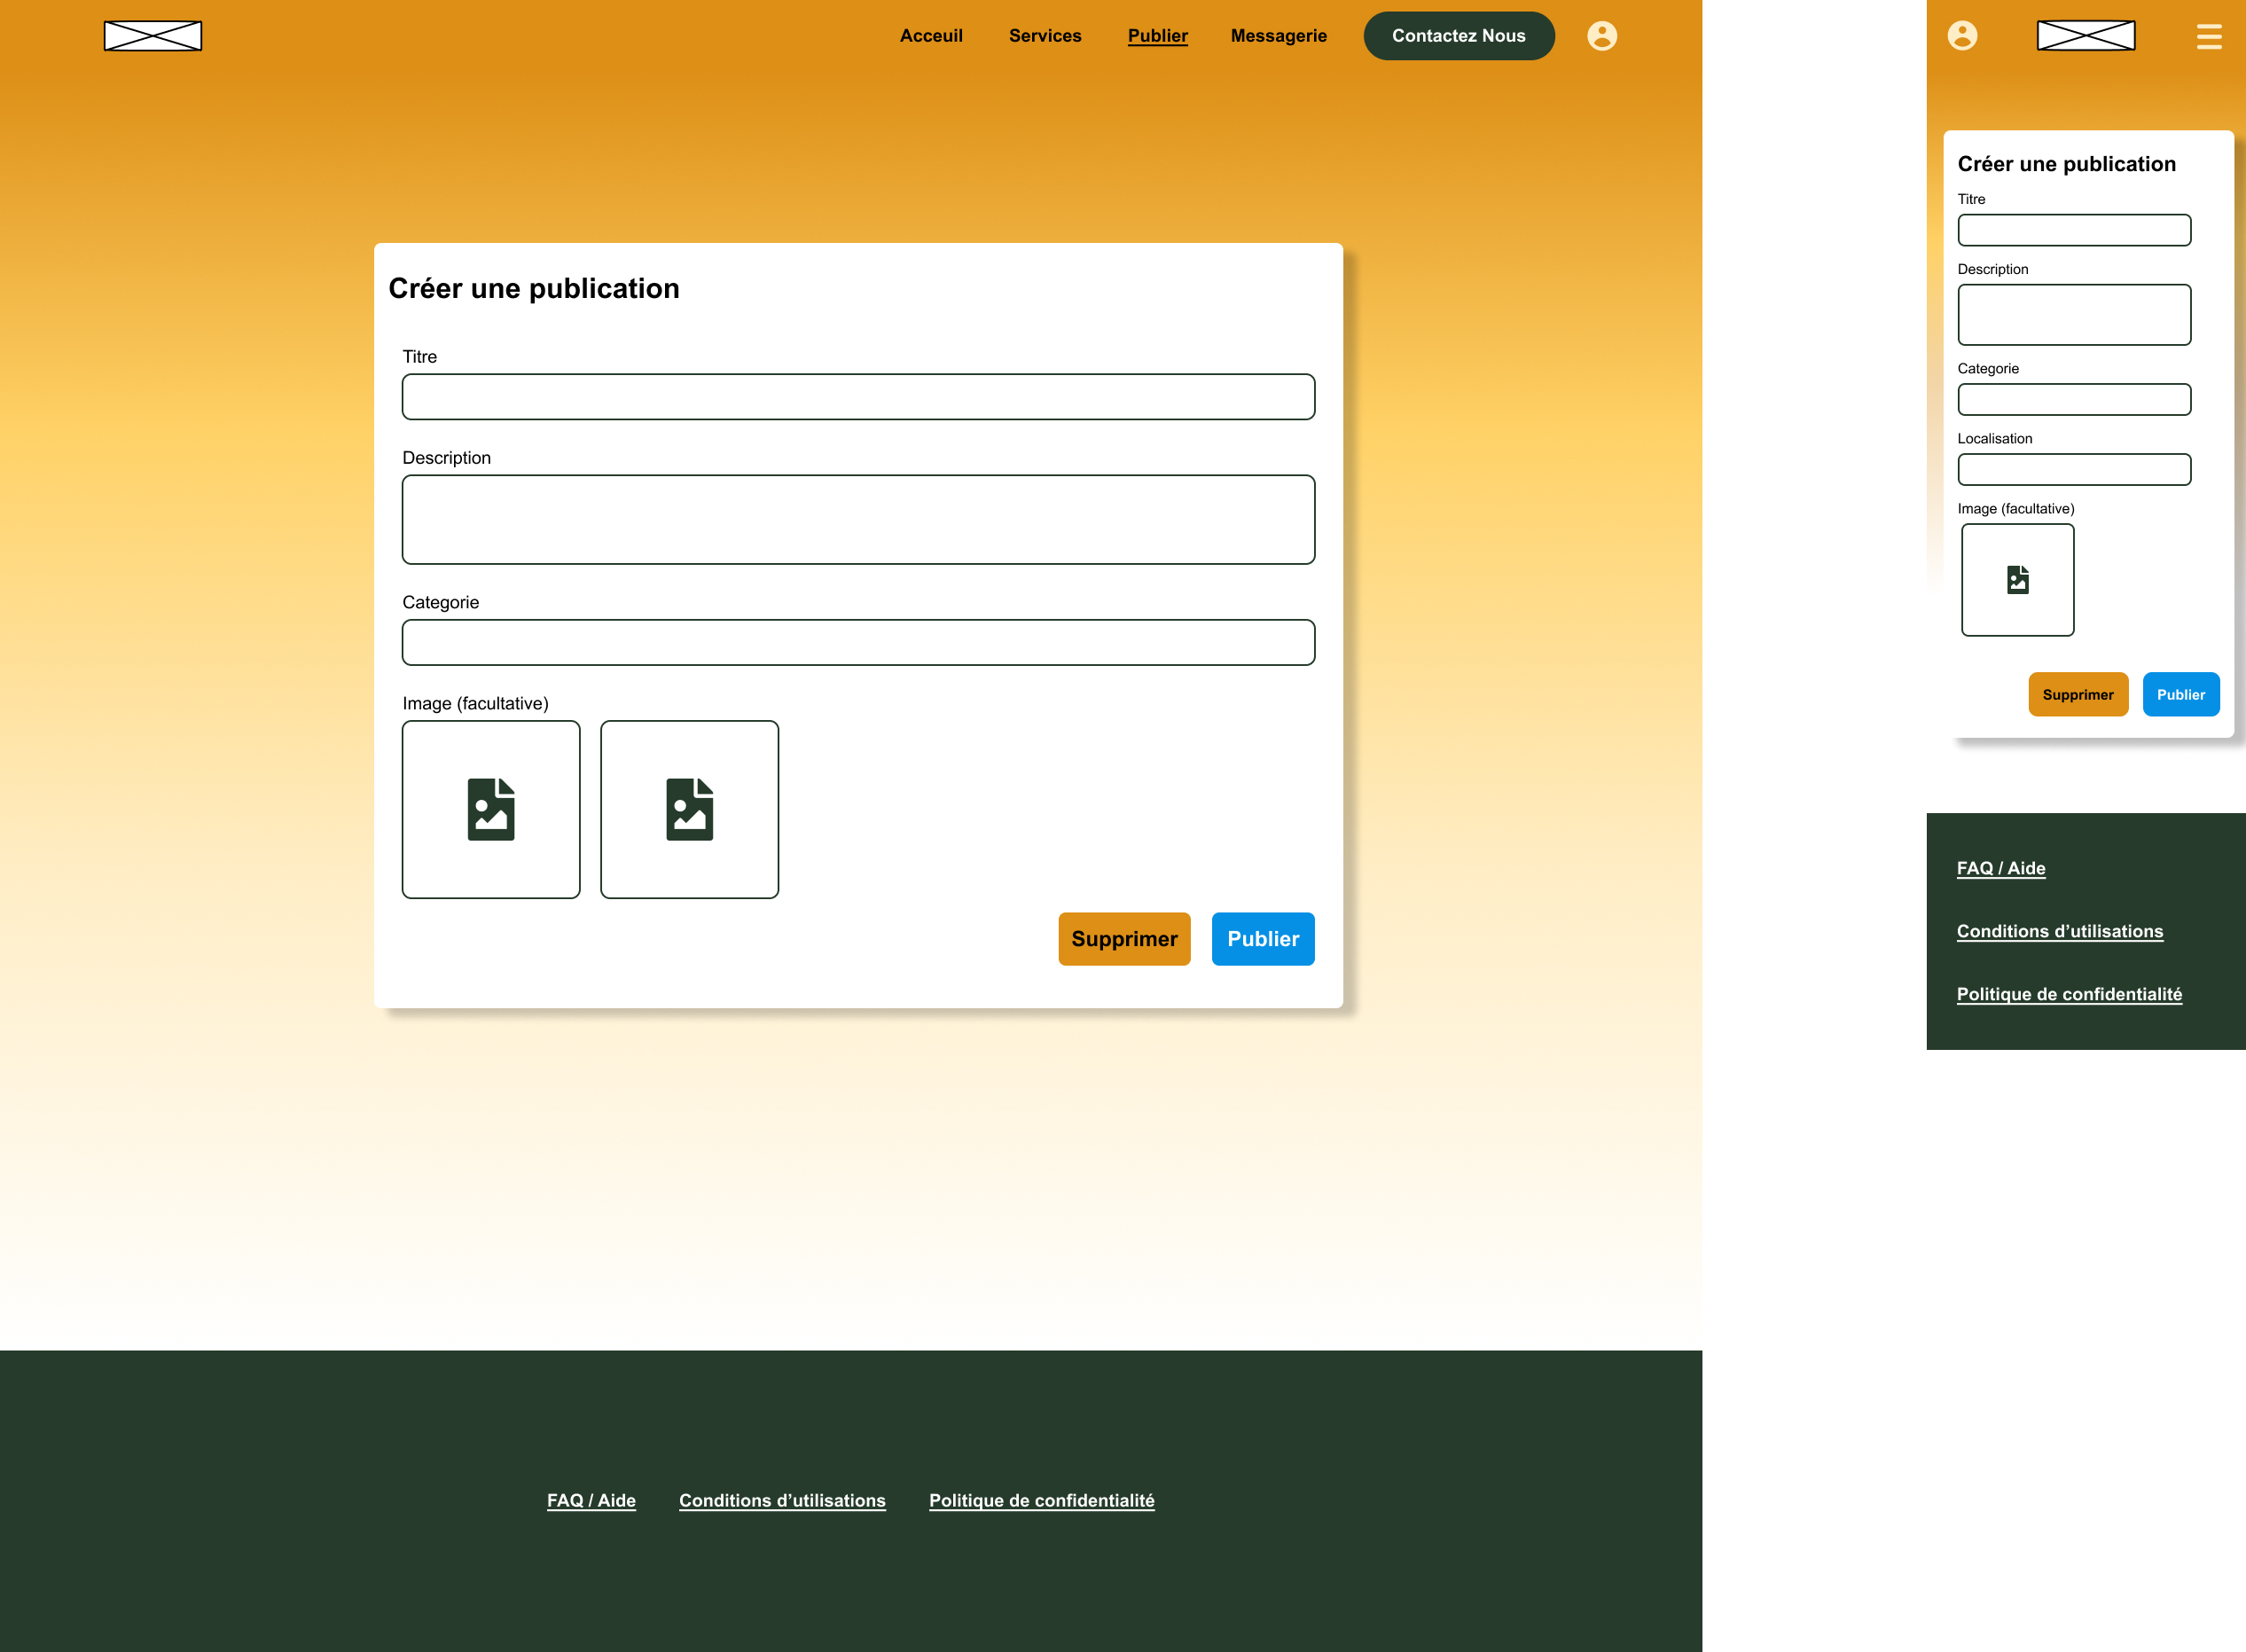 Acceuil Services Publier Messagerie Contactez Nous
Créer une publication
Titre
Description
Categorie
Image (facultative)
Supprimer Publier
FAQ / Aide Conditions d’utilisations Politique de confidentialité
Créer une publication
Titre
Description
Categorie
Localisation
Image (facultative)
Supprimer Publier
FAQ / Aide
Conditions d’utilisations
Politique de confidentialité